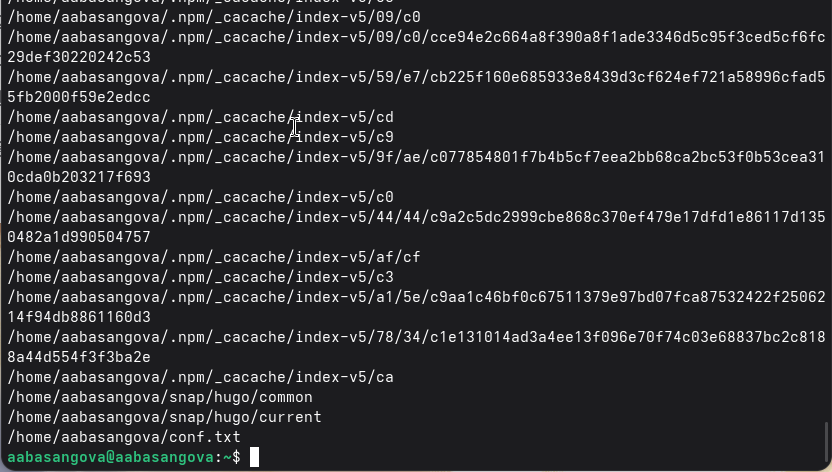 /home/aabasangova/.npm/_cacache/index-v5/09/c0
/home/aabasangova/.npm/_cacache/index-v5/09/c0/cce94e2c664a8f390a8f1ade3346d5c95f3ced5cf6fc
29def30220242c53
/home/aabasangova/.npm/_cacache/index-v5/59/e7/cb225f160e685933e8439d3cf624ef721a58996cfad5
5fb2000f59e2edcc
/home/aabasangova/.npm/_cacache/index-v5/cd
/home/aabasangova/.npm/_cacache/index-v5/c9
/home/aabasangova/.npm/_cacache/index-v5/9f/ae/c077854801f7b4b5cf7eea2bb68ca2bc53f0b53cea31
0cda0b203217f693
/home/aabasangova/.npm/_cacache/index-v5/c0
/home/aabasangova/.npm/_cacache/index-v5/44/44/c9a2c5dc2999cbe868c370ef479e17dfd1e86117d135
0482a1d990504757
/home/aabasangova/.npm/_cacache/index-v5/af/cf
/home/aabasangova/.npm/_cacache/index-v5/c3
/home/aabasangova/.npm/_cacache/index-v5/a1/5e/c9aa1c46bf0c67511379e97bd07fca87532422f25062
14f94db8861160d3
/home/aabasangova/.npm/_cacache/index-v5/78/34/c1e131014ad3a4ee13f096e70f74c03e68837bc2c818
8a44d554f3f3ba2e
/home/aabasangova/.npm/_cacache/index-v5/ca
/home/aabasangova/snap/hugo/common
/home/aabasangova/snap/hugo/current
/home/aabasangova/conf.txt
aabasangova@aabasangova:~$